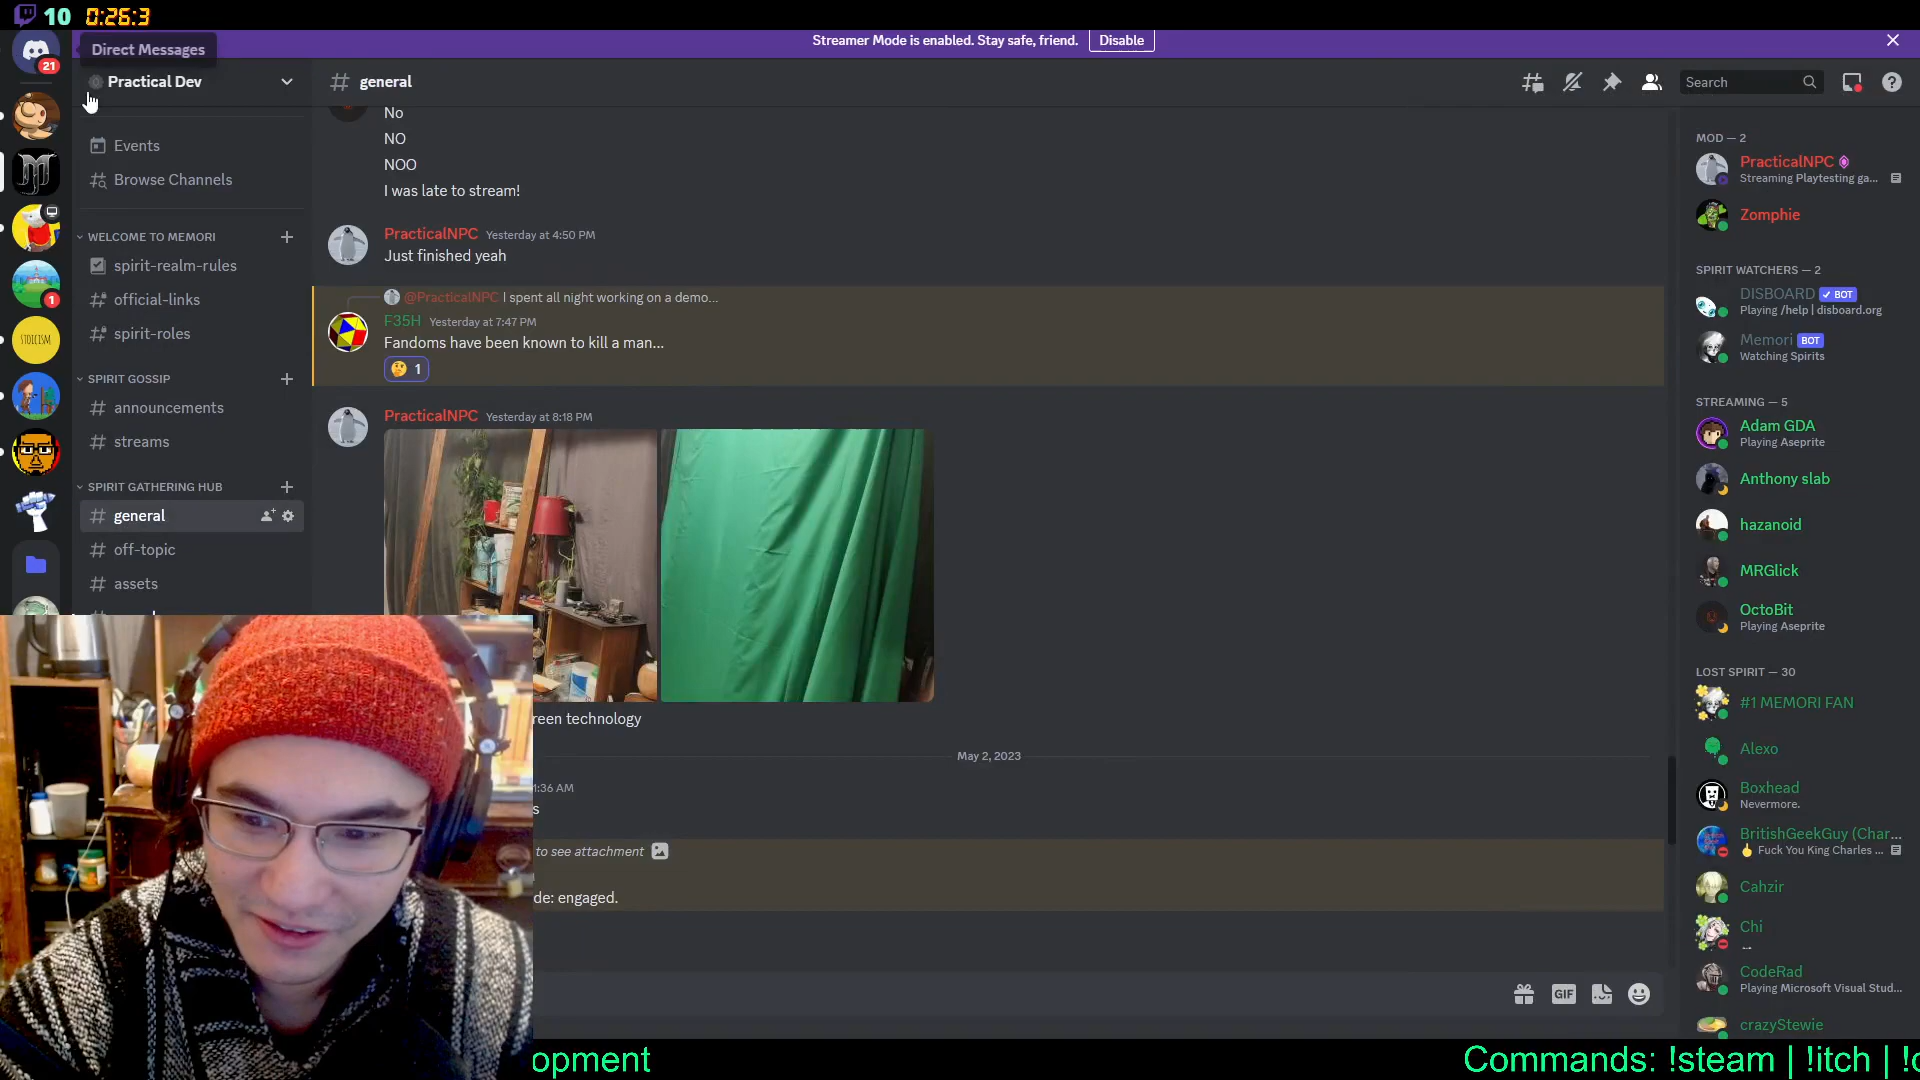 10 0:26:3
Direct Messages
21
Streamer Mode is enabled. Stay safe, friend. Disable
Practical Dev
general
Search
Events
Browse Channels
WELCOME TO MEMORI
spirit-realm-rules
official-links
spirit-roles
SPIRIT GOSSIP
announcements
streams
SPIRIT GATHERING HUB
general
off-topic
assets
1
STOICISM
No
NO
NOO
I was late to stream!
PracticalNPC Yesterday at 4:50 PM
Just finished yeah
@PracticalNPC I spent all night working on a demo...
F35H Yesterday at 7:47 PM
Fandoms have been known to kill a man...
1
PracticalNPC Yesterday at 8:18 PM
reen technology
May 2, 2023
1:36 AM
s
to see attachment
de: engaged.
GIF
MOD — 2
PracticalNPC
Streaming Playtesting ga...
Zomphie
SPIRIT WATCHERS — 2
DISBOARD BOT
Playing /help | disboard.org
Memori BOT
Watching Spirits
STREAMING — 5
Adam GDA
Playing Aseprite
Anthony slab
hazanoid
MRGlick
OctoBit
Playing Aseprite
LOST SPIRIT — 30
#1 MEMORI FAN
Alexo
Boxhead
Nevermore.
BritishGeekGuy (Char...
Fuck You King Charles ...
Cahzir
Chi
CodeRad
Playing Microsoft Visual Stud...
crazyStewie
opment
Commands: !steam | !itch | !